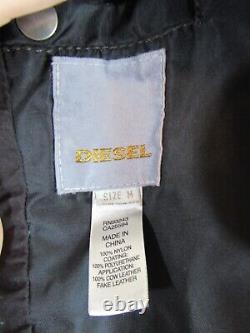 DIESEL
SIZE M
MADE IN
CHINA
100% NYLON
COATING:
100% POLYURETHANE
APPLICATION:
100% COW LEATHER
FAKE LEATHER